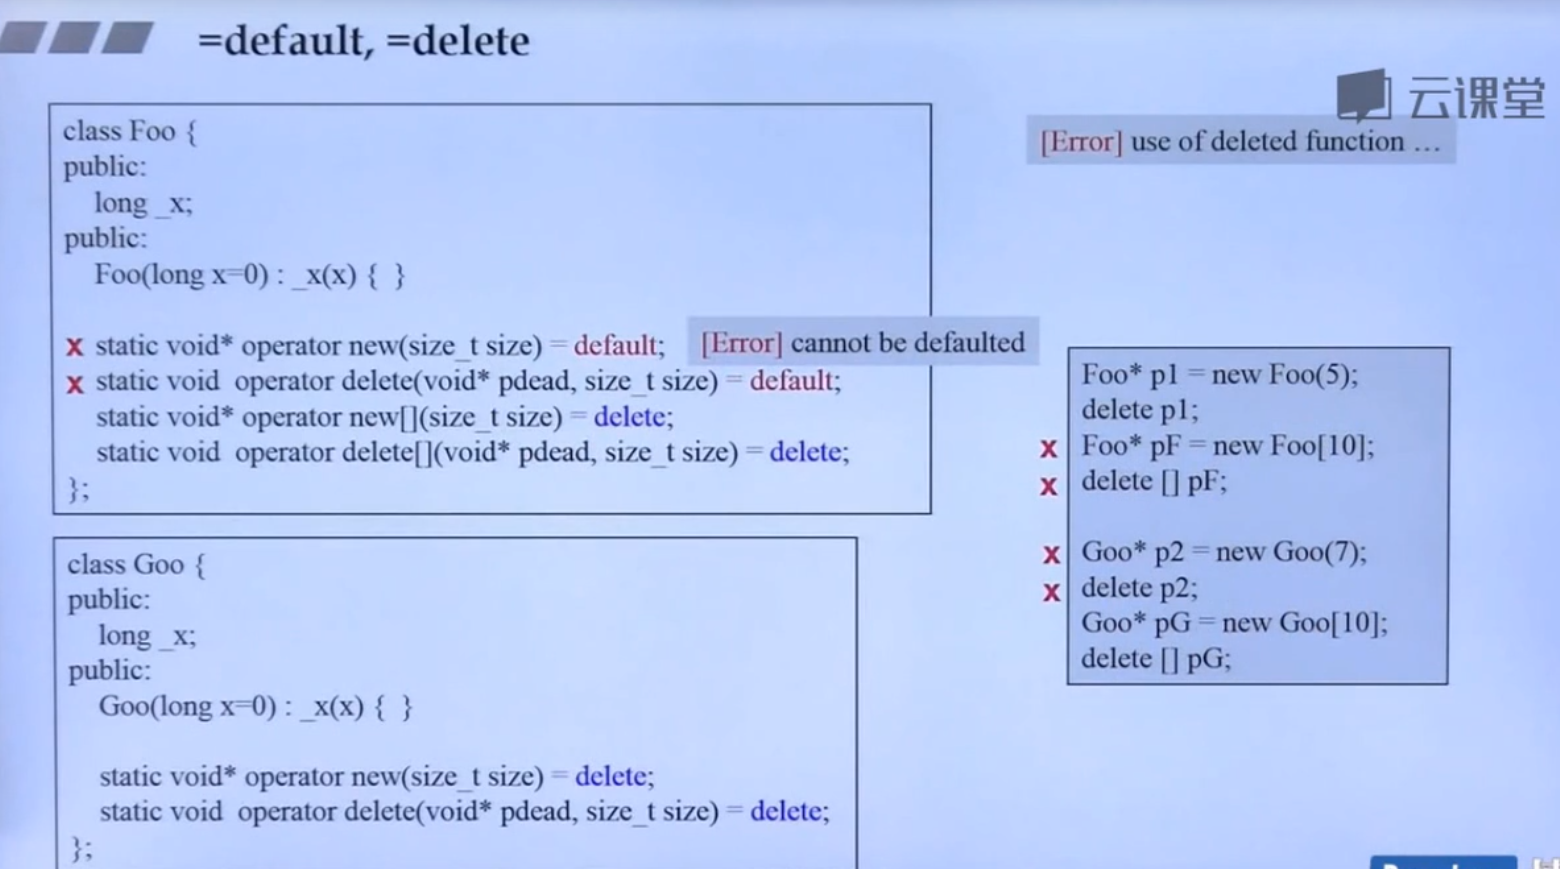 =default, =delete
云课堂
class Foo {
public:
long _x;
public:
Foo(long x=0) : _x(x) { }
x static void* operator new(size_t size) = default;
[Error] cannot be defaulted
x static void operator delete(void* pdead, size_t size) = default;
static void* operator new[](size_t size) = delete;
static void operator delete[](void* pdead, size_t size) = delete;
};
class Goo {
public:
long _x;
public:
Goo(long x=0) : _x(x) { }
static void* operator new(size_t size) = delete;
static void operator delete(void* pdead, size_t size) = delete;
};
[Error] use of deleted function …
Foo* p1 = new Foo(5);
delete p1;
x Foo* pF = new Foo[10];
x delete [] pF;
x Goo* p2 = new Goo(7);
x delete p2;
Goo* pG = new Goo[10];
delete [] pG;